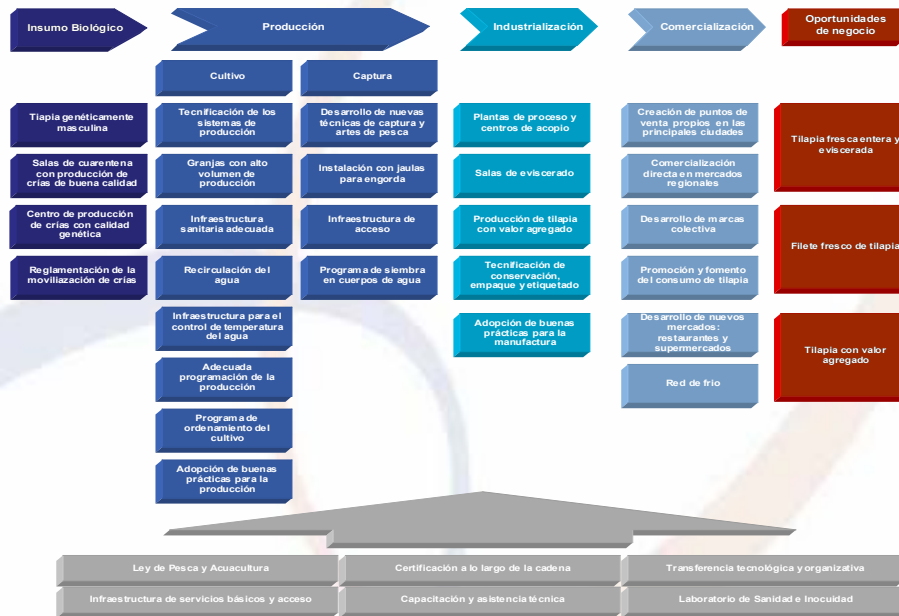 Insumo Biológico
Producción
Industrialización
Comercialización
Oportunidades
de negocio
Cultivo
Captura
Tlapia genéticamente
masculina
Salas de cuarentena
con producción de
crías de buena calidad
Centro de producción
de crías con calidad
genética
Reglamentación de la
moviliazación de crías
Tecnificación de los
sistemas de
producción
Granjas con alto
volumen de
producción
Infraestructura
sanitaria adecuada
Recirculación del
agua
Infraestructura para el
control de temperatura
del agua
Adecuada
programación de la
producción
Programa de
ordenamiento del
cultivo
Adopción de buenas
prácticas para la
producción
Desarrollo de nuevas
técnicas de captura y
artes de pesca
Instalación con jaulas
para engorda
Infraestructura de
acceso
Programa de siembra
en cuerpos de agua
Plantas de proceso y
centros de acopio
Salas de eviscerado
Producción de tilapia
con valor agregado
Tecnificación de
conservación,
empaque y etiquetado
Adopción de buenas
prácticas para la
manufactura
Creación de puntos de
venta propios en las
principales ciudades
Comercialización
directa en mercados
regionales
Desarrollo de marcas
colectiva
Promoción y fomento
del consumo de tilapia
Desarrollo de nuevos
mercados:
restaurantes y
supermercados
Red de frío
Tilapia fresca entera y
eviscerada
Filete fresco de tilapia
Tilapia con valor
agregado
Ley de Pesca y Acuacultura
Certificación a lo largo de la cadena
Transferencia tecnológica y organizativa
Infraestructura de servicios básicos y acceso
Capacitación y asistencia técnica
Laboratorio de Sanidad e Inocuidad